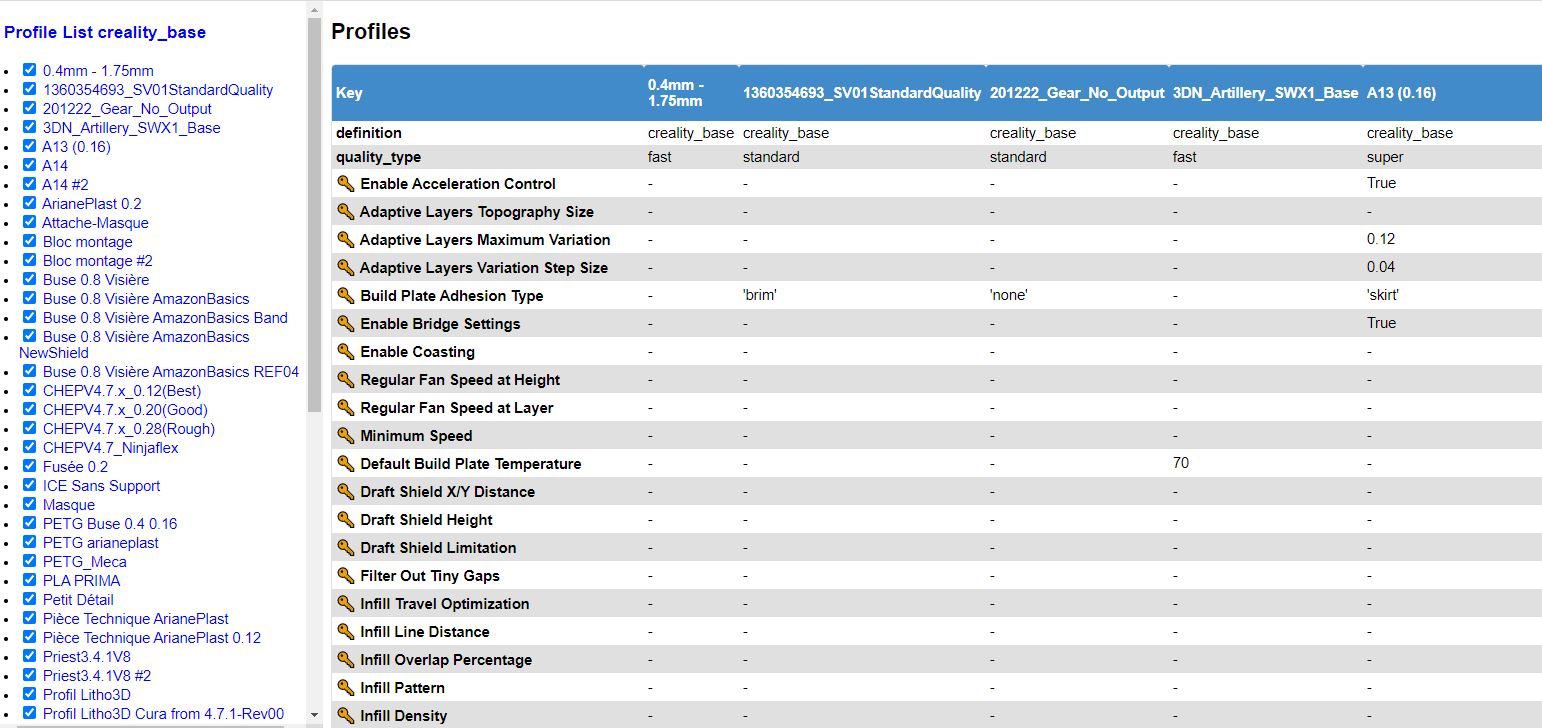 Profile List creality_base
0.4mm - 1.75mm
1360354693_SV01StandardQuality
201222_Gear_No_Output
3DN_Artillery_SWX1_Base
A13 (0.16)
A14
A14 #2
ArianePlast 0.2
Attache-Masque
Bloc montage
Bloc montage #2
Buse 0.8 Visière
Buse 0.8 Visière AmazonBasics
Buse 0.8 Visière AmazonBasics Band
Buse 0.8 Visière AmazonBasics
NewShield
Buse 0.8 Visière AmazonBasics REF04
CHEPV4.7.x_0.12(Best)
CHEPV4.7.x_0.20(Good)
CHEPV4.7.x_0.28(Rough)
CHEPV4.7_Ninjaflex
Fusée 0.2
ICE Sans Support
Masque
PETG Buse 0.4 0.16
PETG arianeplast
PETG_Meca
PLA PRIMA
Petit Détail
Pièce Technique ArianePlast
Pièce Technique ArianePlast 0.12
Priest3.4.1V8
Priest3.4.1V8 #2
Profil Litho3D
Profil Litho3D Cura from 4.7.1-Rev00
Profiles
Key 0.4mm - 1.75mm 1360354693_SV01StandardQuality 201222_Gear_No_Output 3DN_Artillery_SWX1_Base A13 (0.16)
definition creality_base creality_base creality_base creality_base creality_base
quality_type fast standard standard fast super
Enable Acceleration Control - - - - True
Adaptive Layers Topography Size - - - - -
Adaptive Layers Maximum Variation - - - - 0.12
Adaptive Layers Variation Step Size - - - - 0.04
Build Plate Adhesion Type - 'brim' 'none' - 'skirt'
Enable Bridge Settings - - - - True
Enable Coasting - - - - -
Regular Fan Speed at Height - - - - -
Regular Fan Speed at Layer - - - - -
Minimum Speed - - - - -
Default Build Plate Temperature - - - 70 -
Draft Shield X/Y Distance - - - - -
Draft Shield Height - - - - -
Draft Shield Limitation - - - - -
Filter Out Tiny Gaps - - - - -
Infill Travel Optimization - - - - -
Infill Line Distance - - - - -
Infill Overlap Percentage - - - - -
Infill Pattern - - - - -
Infill Density - - - - -